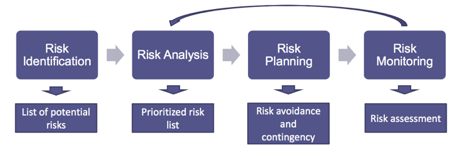 Risk
Identification
Risk Analysis
Risk
Planning
Risk
Monitoring
List of potential
risks
Prioritized risk
list
Risk avoidance
and
contingency
Risk assessment